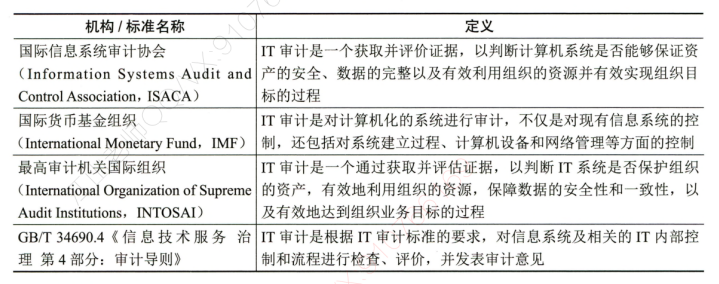 机构 / 标准名称
定义
国际信息系统审计协会
（Information Systems Audit and
Control Association，ISACA）
IT 审计是一个获取并评价证据，以判断计算机系统是否能够保证资
产的安全、数据的完整以及有效利用组织的资源并有效实现组织目
标的过程
国际货币基金组织
（International Monetary Fund，IMF）
IT 审计是对计算机化的系统进行审计，不仅是对现有信息系统的控
制，还包括对系统建立过程、计算机设备和网络管理等方面的控制
最高审计机关国际组织
（International Organization of Supreme
Audit Institutions，INTOSAI）
IT 审计是一个通过获取并评估证据，以判断 IT 系统是否保护组织
的资产，有效地利用组织的资源，保障数据的安全性和一致性，以
及有效地达到组织业务目标的过程
GB/T 34690.4《信息技术服务 治
理 第 4 部分：审计导则》
IT 审计是根据 IT 审计标准的要求，对信息系统及相关的 IT 内部控
制和流程进行检查、评价，并发表审计意见